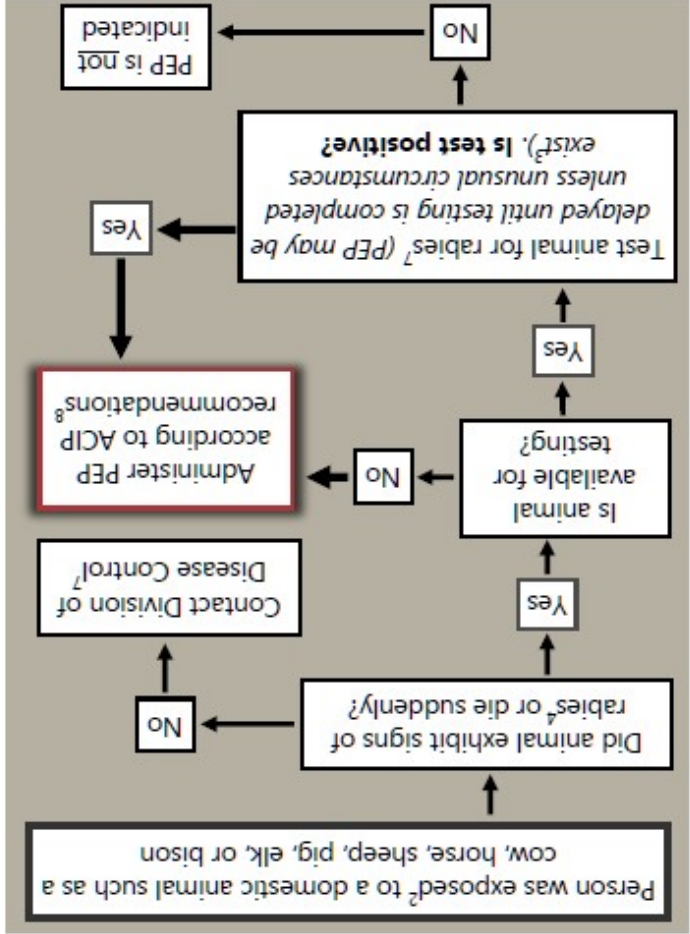 Person was exposed² to a domestic animal such as a
cow, horse, sheep, pig, elk, or bison
Did animal exhibit signs of
rabies⁴ or die suddenly?
No
Contact Division of
Disease Control⁷
Yes
Is animal
available for
testing?
No
Administer PEP
according to ACIP
recommendations⁸
Yes
Test animal for rabies⁷ (PEP may be
delayed until testing is completed
unless unusual circumstances
exist³). Is test positive?
Yes
No
PEP is not
indicated